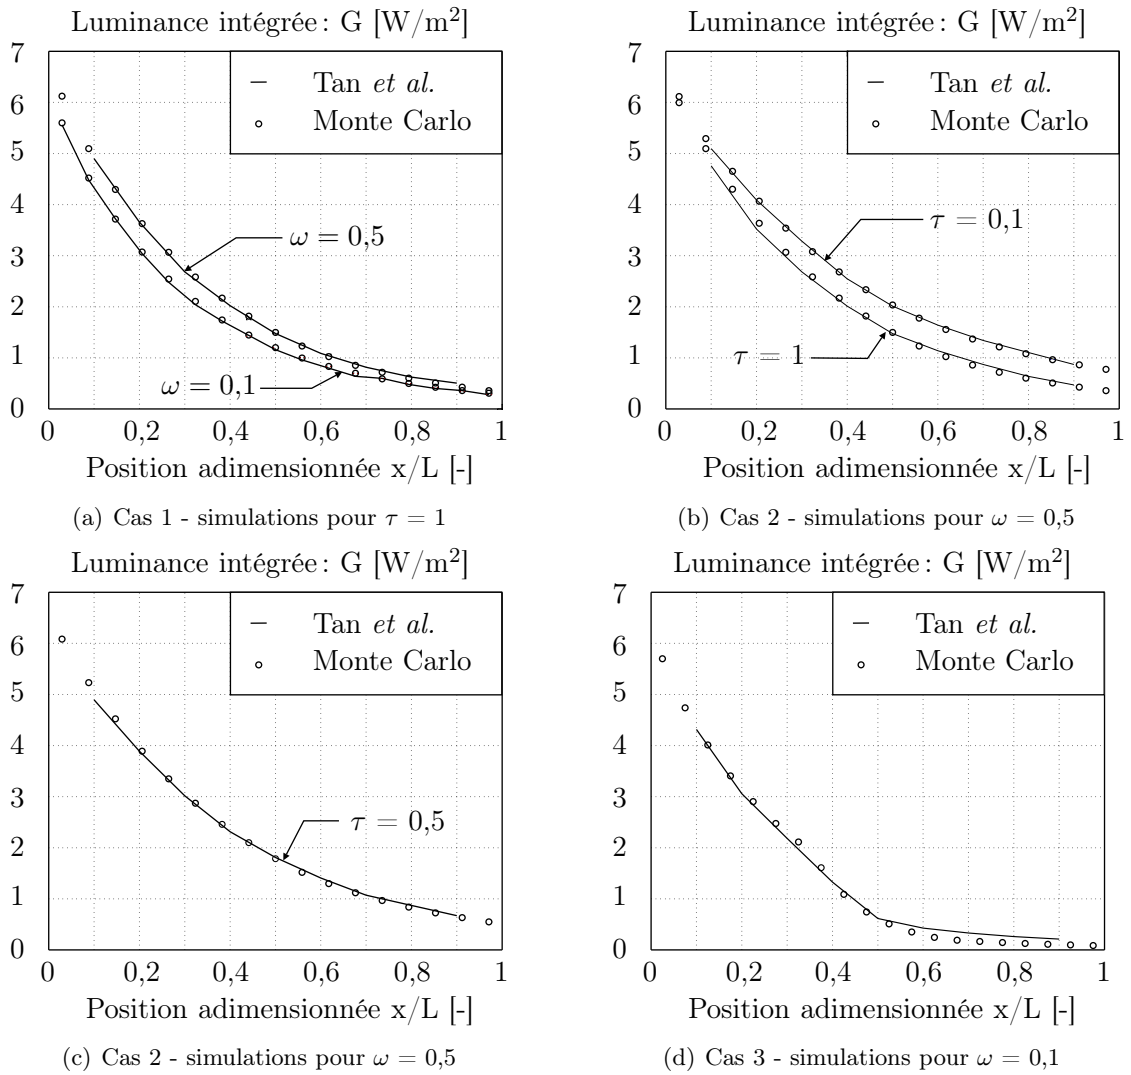 Luminance intégrée : G [W/m2]
7
6
5
4
3
2
1
0
Tan et al.
Monte Carlo
ω = 0,5
ω = 0,1
0 0,2 0,4 0,6 0,8 1
Position adimensionnée x/L [-]
(a) Cas 1 - simulations pour τ = 1
Luminance intégrée : G [W/m2]
7
6
5
4
3
2
1
0
Tan et al.
Monte Carlo
τ = 0,1
τ = 1
0 0,2 0,4 0,6 0,8 1
Position adimensionnée x/L [-]
(b) Cas 2 - simulations pour ω = 0,5
Luminance intégrée : G [W/m2]
7
6
5
4
3
2
1
0
Tan et al.
Monte Carlo
τ = 0,5
0 0,2 0,4 0,6 0,8 1
Position adimensionnée x/L [-]
(c) Cas 2 - simulations pour ω = 0,5
Luminance intégrée : G [W/m2]
7
6
5
4
3
2
1
0
Tan et al.
Monte Carlo
0 0,2 0,4 0,6 0,8 1
Position adimensionnée x/L [-]
(d) Cas 3 - simulations pour ω = 0,1